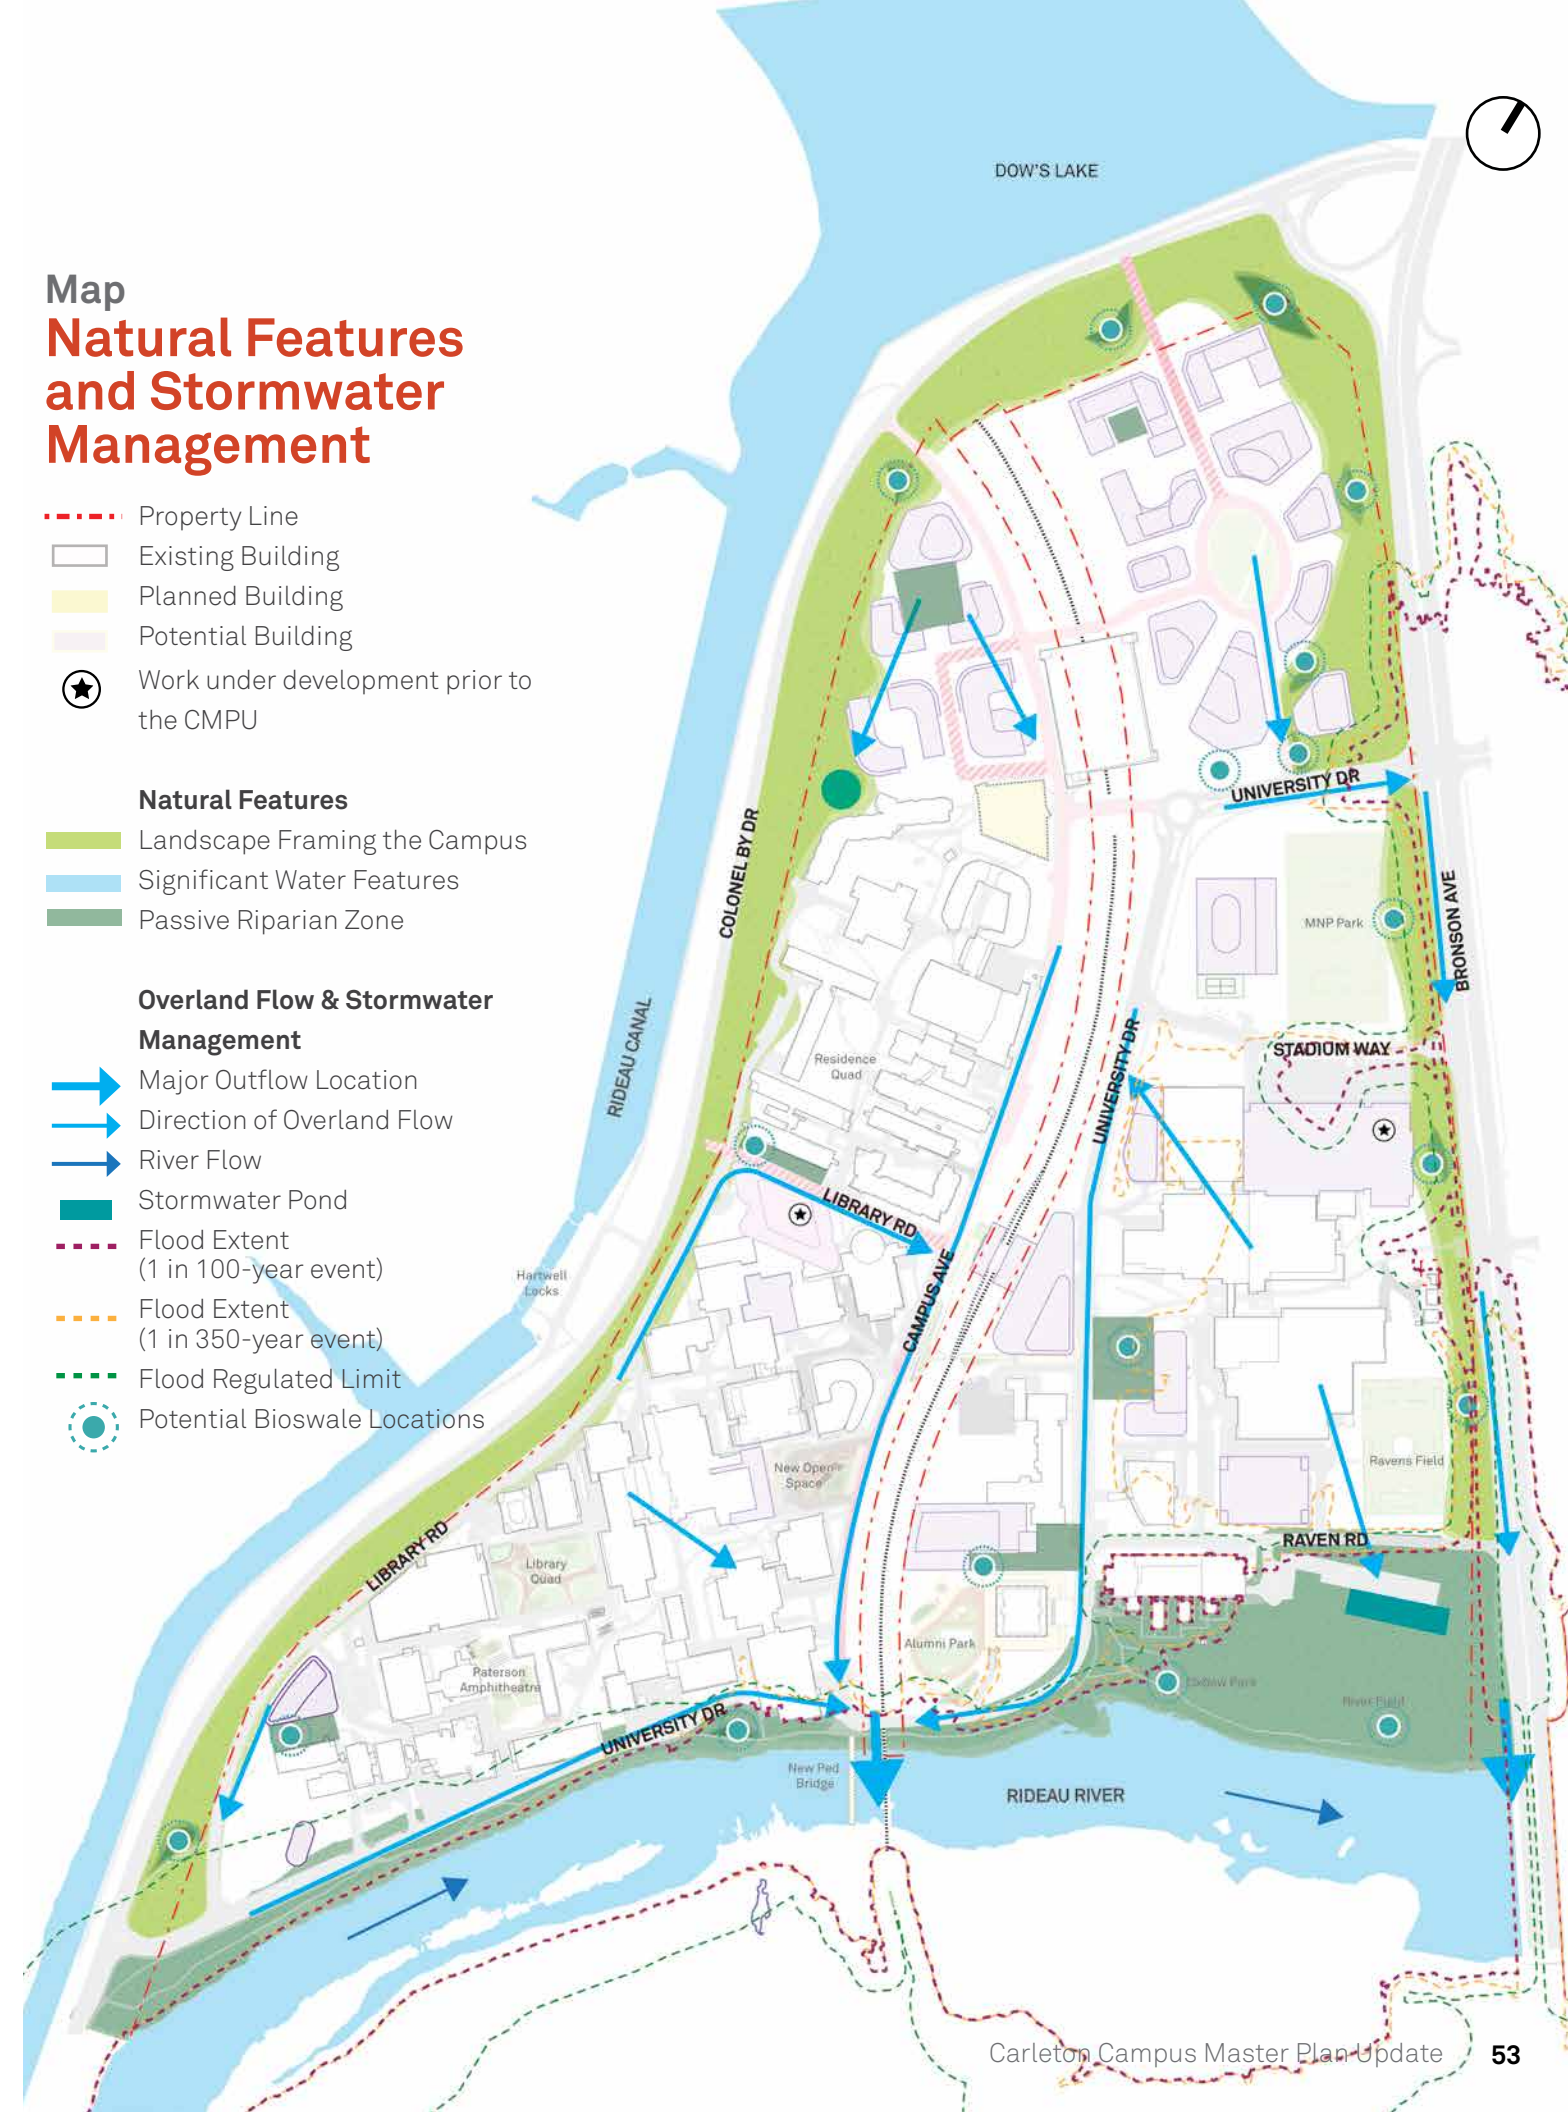 Map
Natural Features
and Stormwater
Management
Property Line
Existing Building
Planned Building
Potential Building
Work under development prior to
the CMPU
Natural Features
Landscape Framing the Campus
Significant Water Features
Passive Riparian Zone
Overland Flow & Stormwater
Management
Major Outflow Location
Direction of Overland Flow
River Flow
Stormwater Pond
Flood Extent
(1 in 100-year event)
Flood Extent
(1 in 350-year event)
Flood Regulated Limit
Potential Bioswale Locations
DOW'S LAKE
COLONEL BY DR
RIDEAU CANAL
UNIVERSITY DR
MNP Park
BRONSON AVE
STADIUM WAY
UNIVERSITY DR
Residence
Quad
LIBRARY RD
CAMPUS AVE
Hartwell
Locks
New Open
Space
Ravens Field
RAVEN RD
LIBRARY RD
Library
Quad
Alumni Park
Paterson
Amphitheatre
Oxbow Park
River Field
UNIVERSITY DR
New Ped
Bridge
RIDEAU RIVER
Carleton Campus Master Plan Update
53